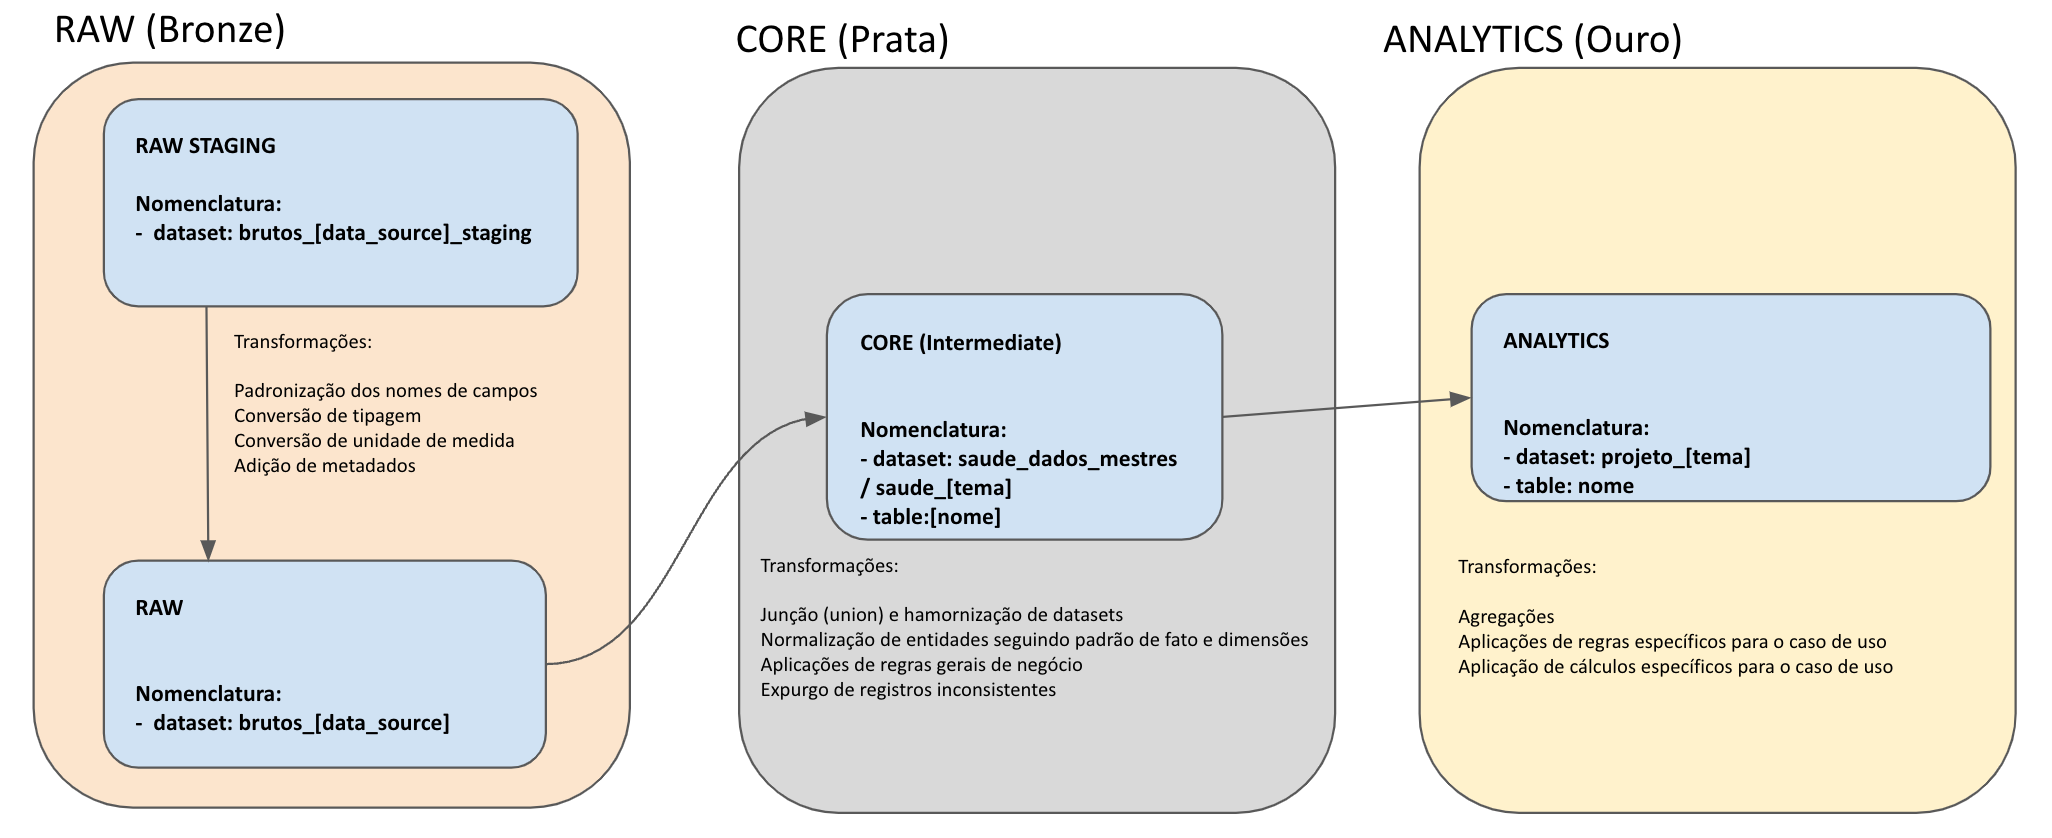 RAW (Bronze)
RAW STAGING
Nomenclatura:
- dataset: brutos_[data_source]_staging
Transformações:
Padronização dos nomes de campos
Conversão de tipagem
Conversão de unidade de medida
Adição de metadados
RAW
Nomenclatura:
- dataset: brutos_[data_source]
CORE (Prata)
CORE (Intermediate)
Nomenclatura:
- dataset: saude_dados_mestres
/ saude_[tema]
- table:[nome]
Transformações:
Junção (union) e hamornização de datasets
Normalização de entidades seguindo padrão de fato e dimensões
Aplicações de regras gerais de negócio
Expurgo de registros inconsistentes
ANALYTICS (Ouro)
ANALYTICS
Nomenclatura:
- dataset: projeto_[tema]
- table: nome
Transformações:
Agregações
Aplicações de regras específicos para o caso de uso
Aplicação de cálculos específicos para o caso de uso